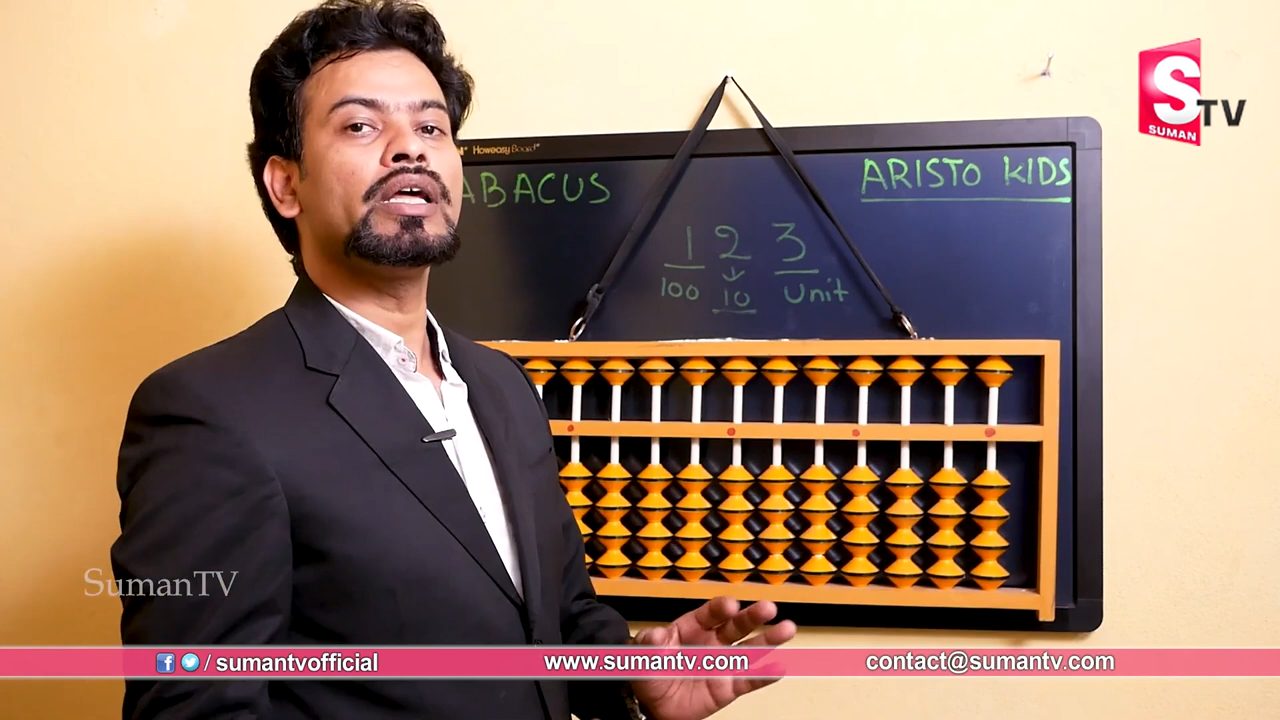 S
TV
SUMAN
Howeasy Board
ABACUS
ARISTO KIDS
1 2 3
100 10 Unit
SumanTV
/ sumantvofficial
www.sumantv.com
contact@sumantv.com